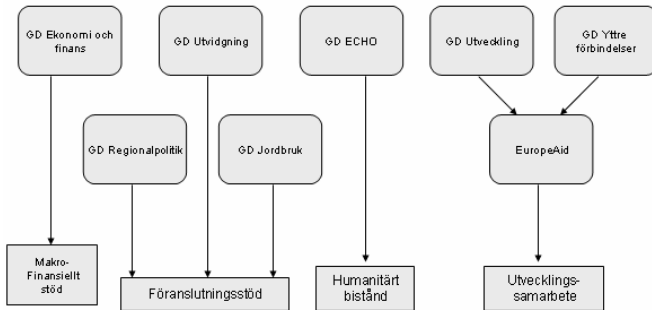 GD Ekonomi och
finans
GD Utvidgning
GD ECHO
GD Utveckling
GD Yttre
förbindelser
GD Regionalpolitik
GD Jordbruk
EuropeAid
Makro-
Finansiellt
stöd
Föranslutningsstöd
Humanitärt
bistånd
Utvecklings-
samarbete